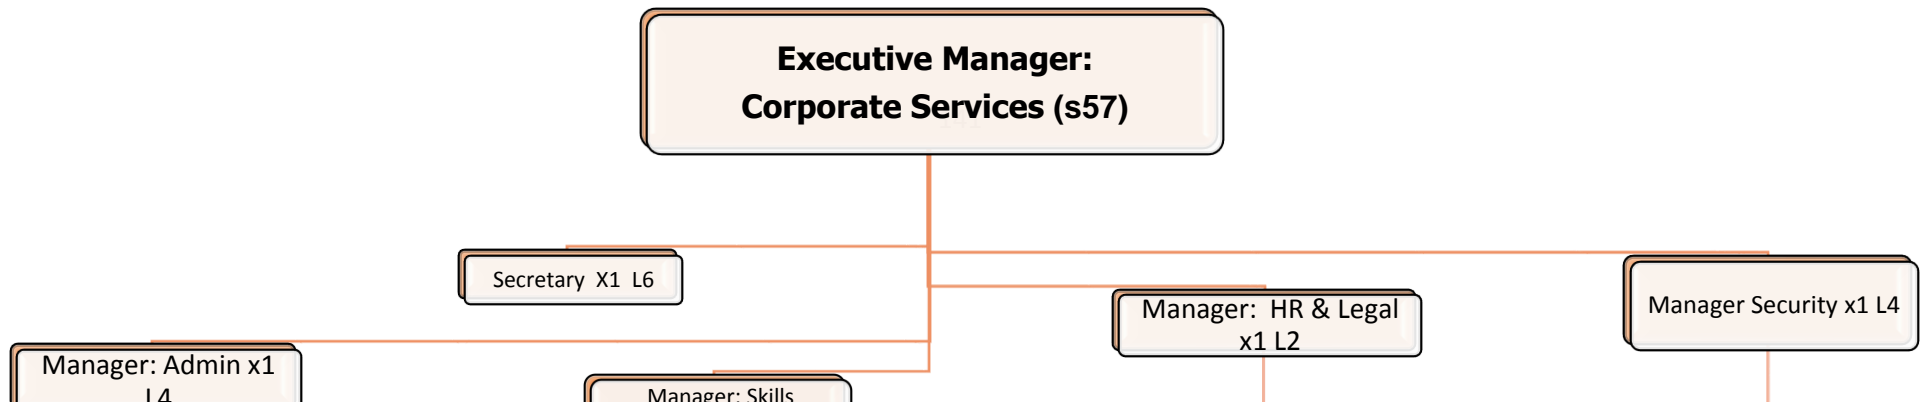 Executive Manager:
Corporate Services (s57)
Secretary X1 L6
Manager: HR & Legal
x1 L2
Manager Security x1 L4
Manager: Admin x1
L4
Manager: Skills